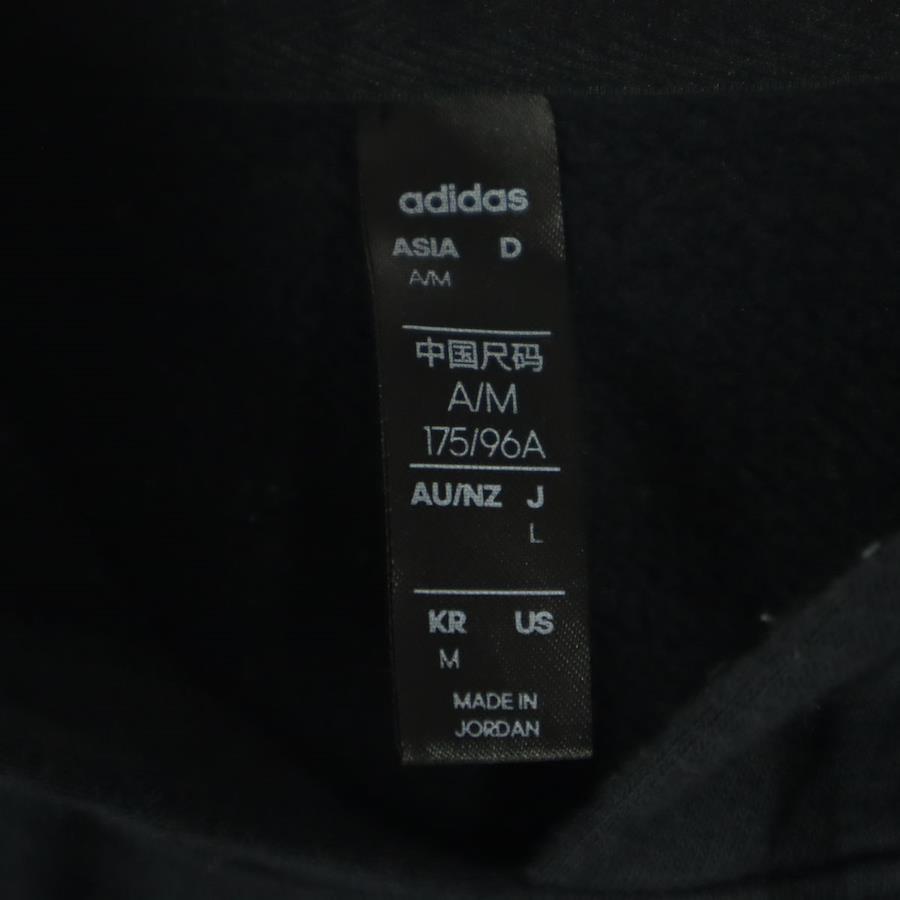 adidas
ASIA D
A/M
中国尺码
A/M
175/96A
AU/NZ J
L
KR US
M
MADE IN
JORDAN